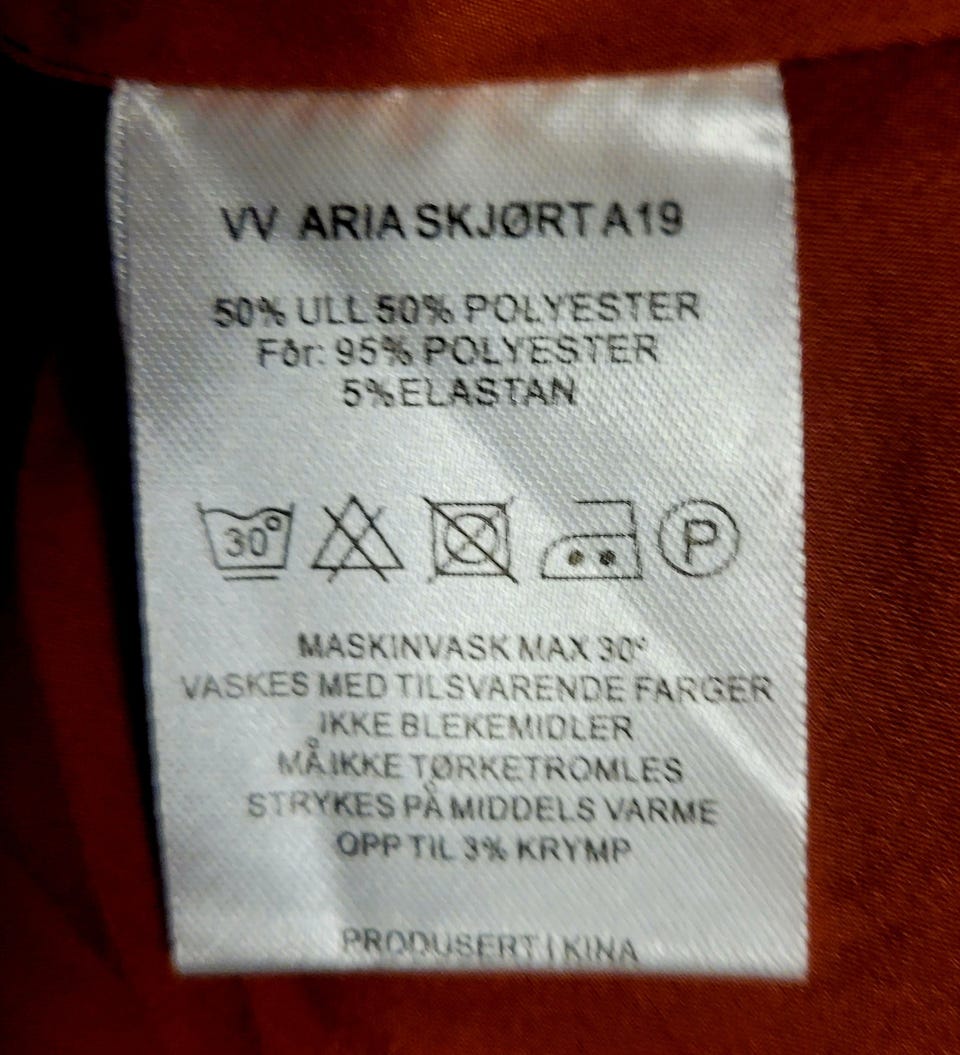 VV ARIA SKJØRT A19
50% ULL 50% POLYESTER
Fôr: 95% POLYESTER
5% ELASTAN
30° P
MASKINVASK MAX 30°
VASKES MED TILSVARENDE FARGER
IKKE BLEKEMIDLER
MÅ IKKE TØRKETROMLES
STRYKES PÅ MIDDELS VARME
OPP TIL 3% KRYMP
PRODUSERT I KINA